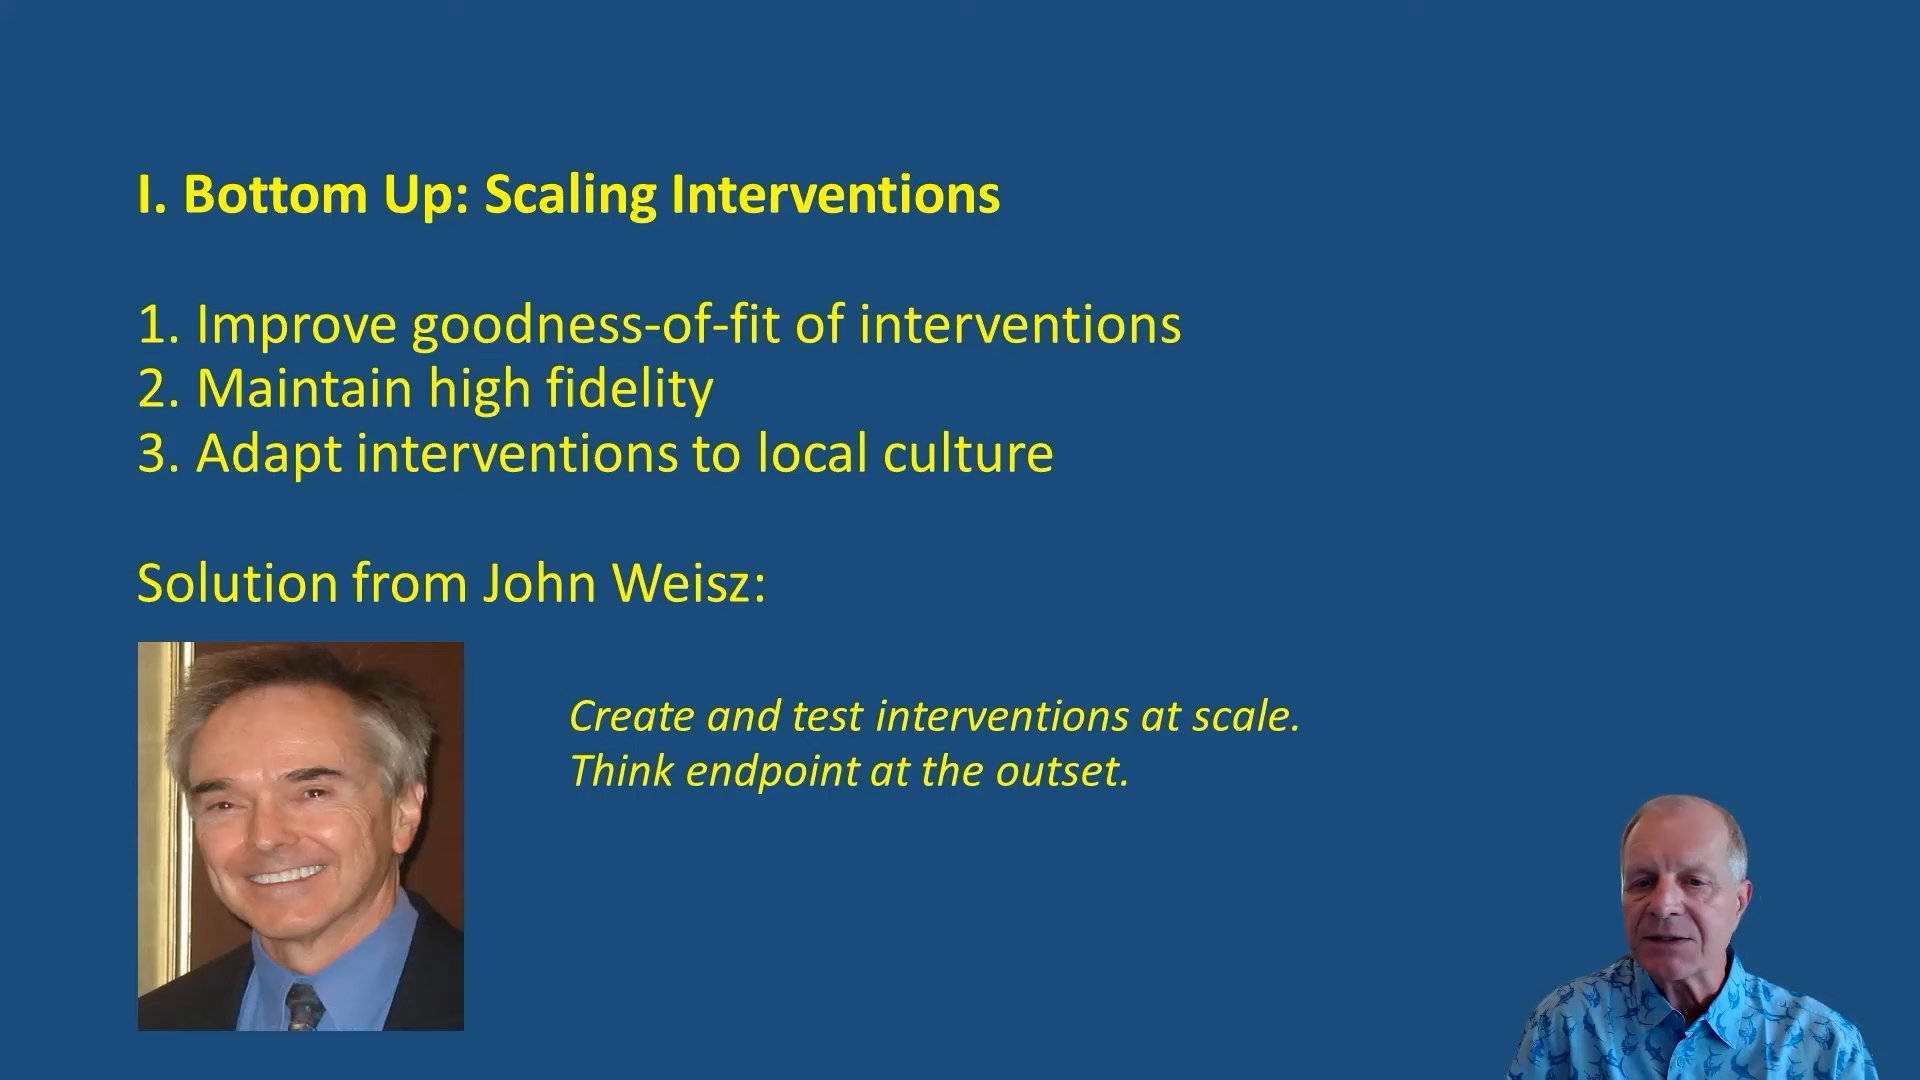 I. Bottom Up: Scaling Interventions
1. Improve goodness-of-fit of interventions
2. Maintain high fidelity
3. Adapt interventions to local culture
Solution from John Weisz:
Create and test interventions at scale.
Think endpoint at the outset.